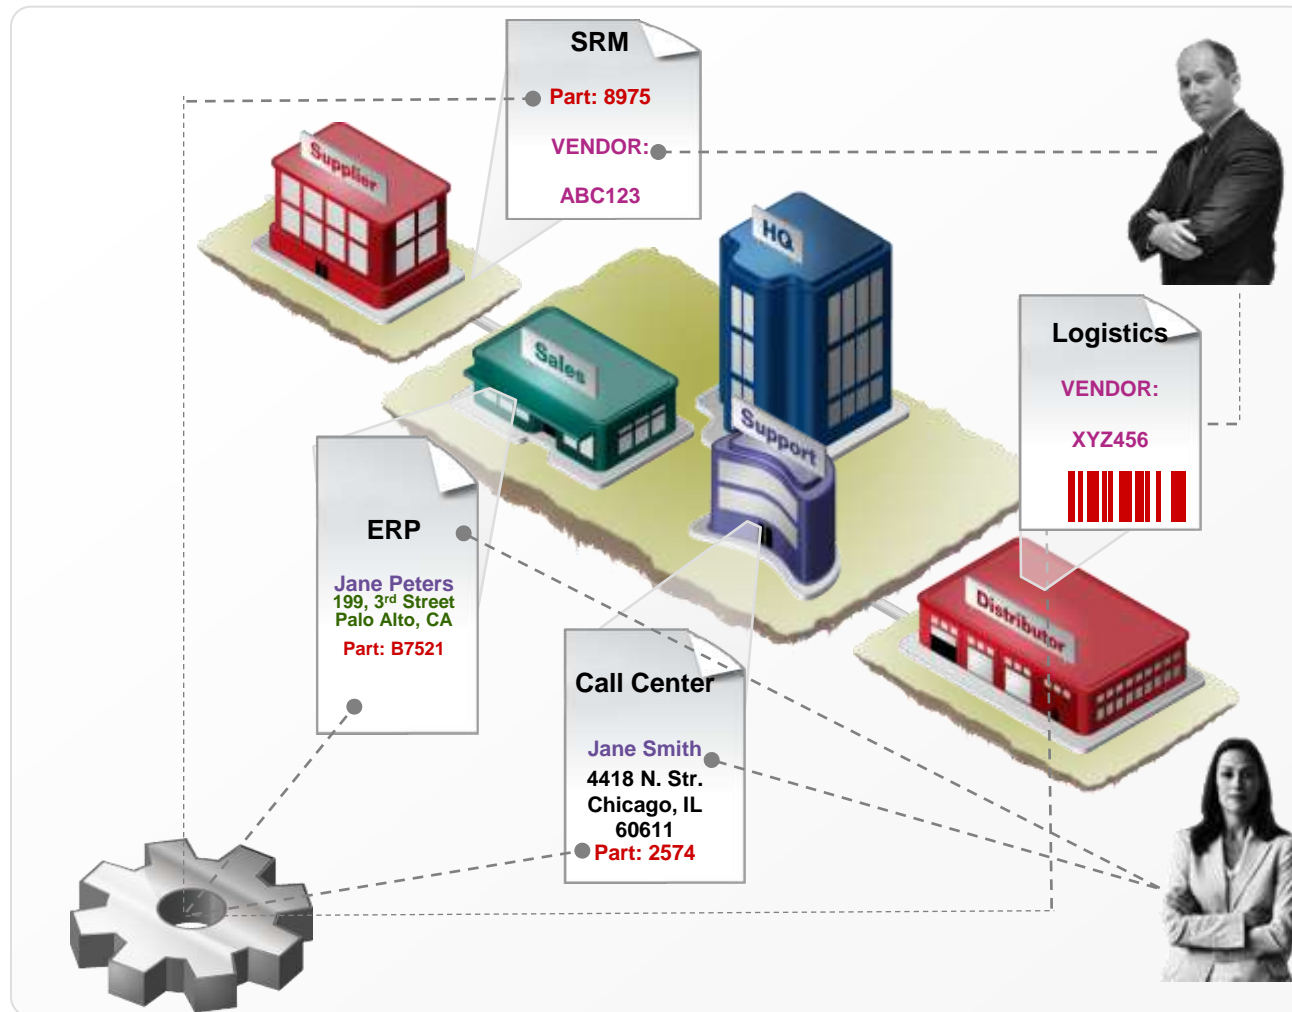 SRM
Part: 8975
VENDOR:
ABC123
Supplier
HQ
Sales
Support
Logistics
VENDOR:
XYZ456
ERP
Jane Peters
199, 3rd Street
Palo Alto, CA
Part: B7521
Distributor
Call Center
Jane Smith
4418 N. Str.
Chicago, IL
60611
Part: 2574